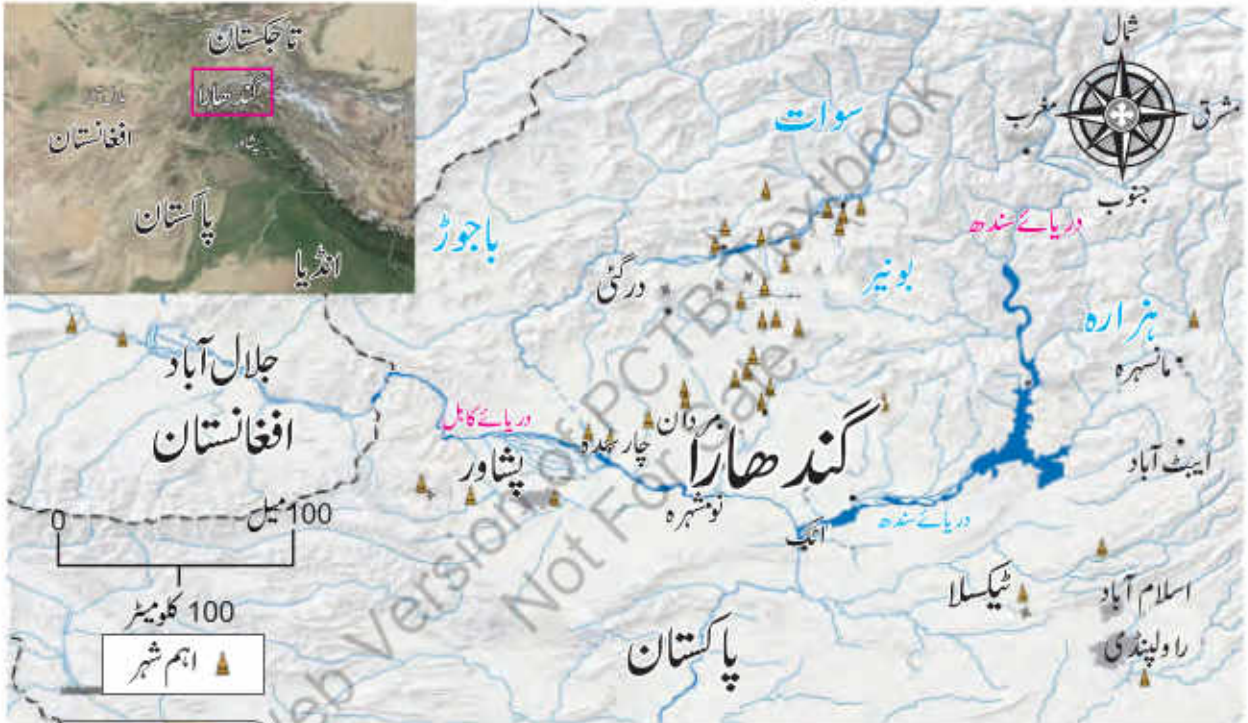 تاجکستان
گندھارا
افغانستان
پشاور
پاکستان
انڈیا
شمال
مغرب
مشرق
جنوب
سوات
باجوڑ
دریائے سندھ
بونیر
درگئی
ہزارہ
مانسہرہ
جلال آباد
افغانستان
دریائے کابل
مردان
چارسدہ
گندھارا
پشاور
نوشہرہ
ایبٹ آباد
دریائے سندھ
اٹک
0 100 میل
100 کلومیٹر
ٹیکسلا
اسلام آباد
راولپنڈی
پاکستان
اہم شہر
Web Version of PCTB Textbook
Not For Sale